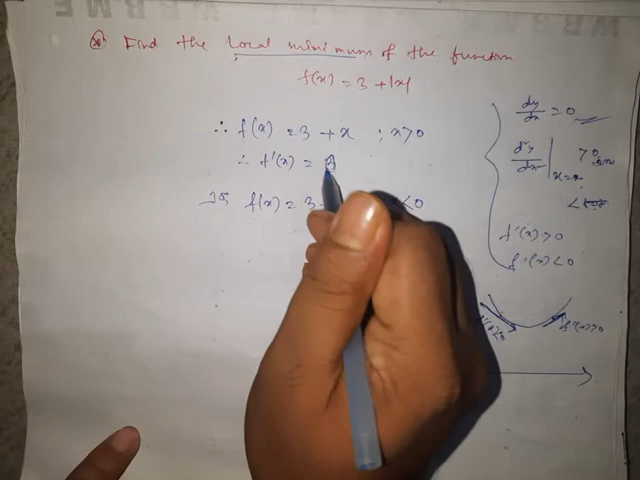 Find the local minimum of the function
f(x) = 3 + |x|
∴ f(x) = 3 + x ; x>0
∴ f'(x) =
f(x) = 3 <0
dy/dx = 0
d²y/dx² | x= >0
<
f'(x) > 0
f'(x) < 0
f'(x)>0